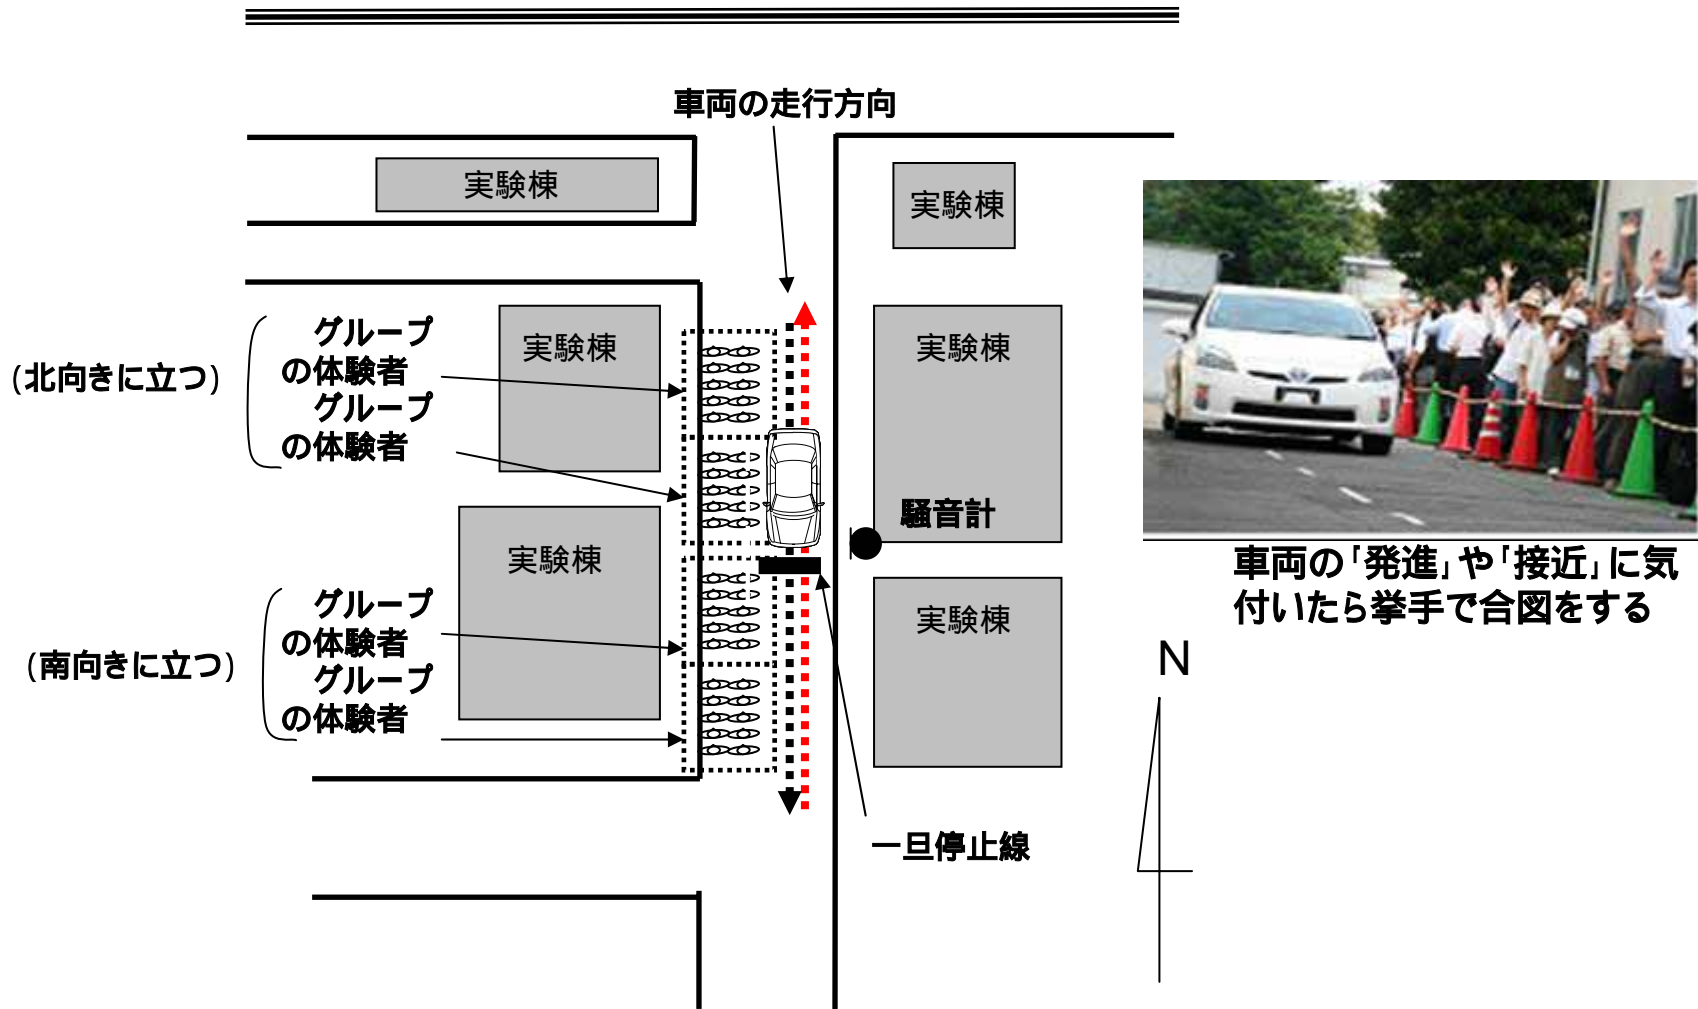 車両の走行方向
実験棟
実験棟
グループ
の体験者
グループ
の体験者
(北向きに立つ)
実験棟
実験棟
騒音計
実験棟
実験棟
グループ
の体験者
グループ
の体験者
(南向きに立つ)
一旦停止線
車両の「発進」や「接近」に気
付いたら挙手で合図をする
N